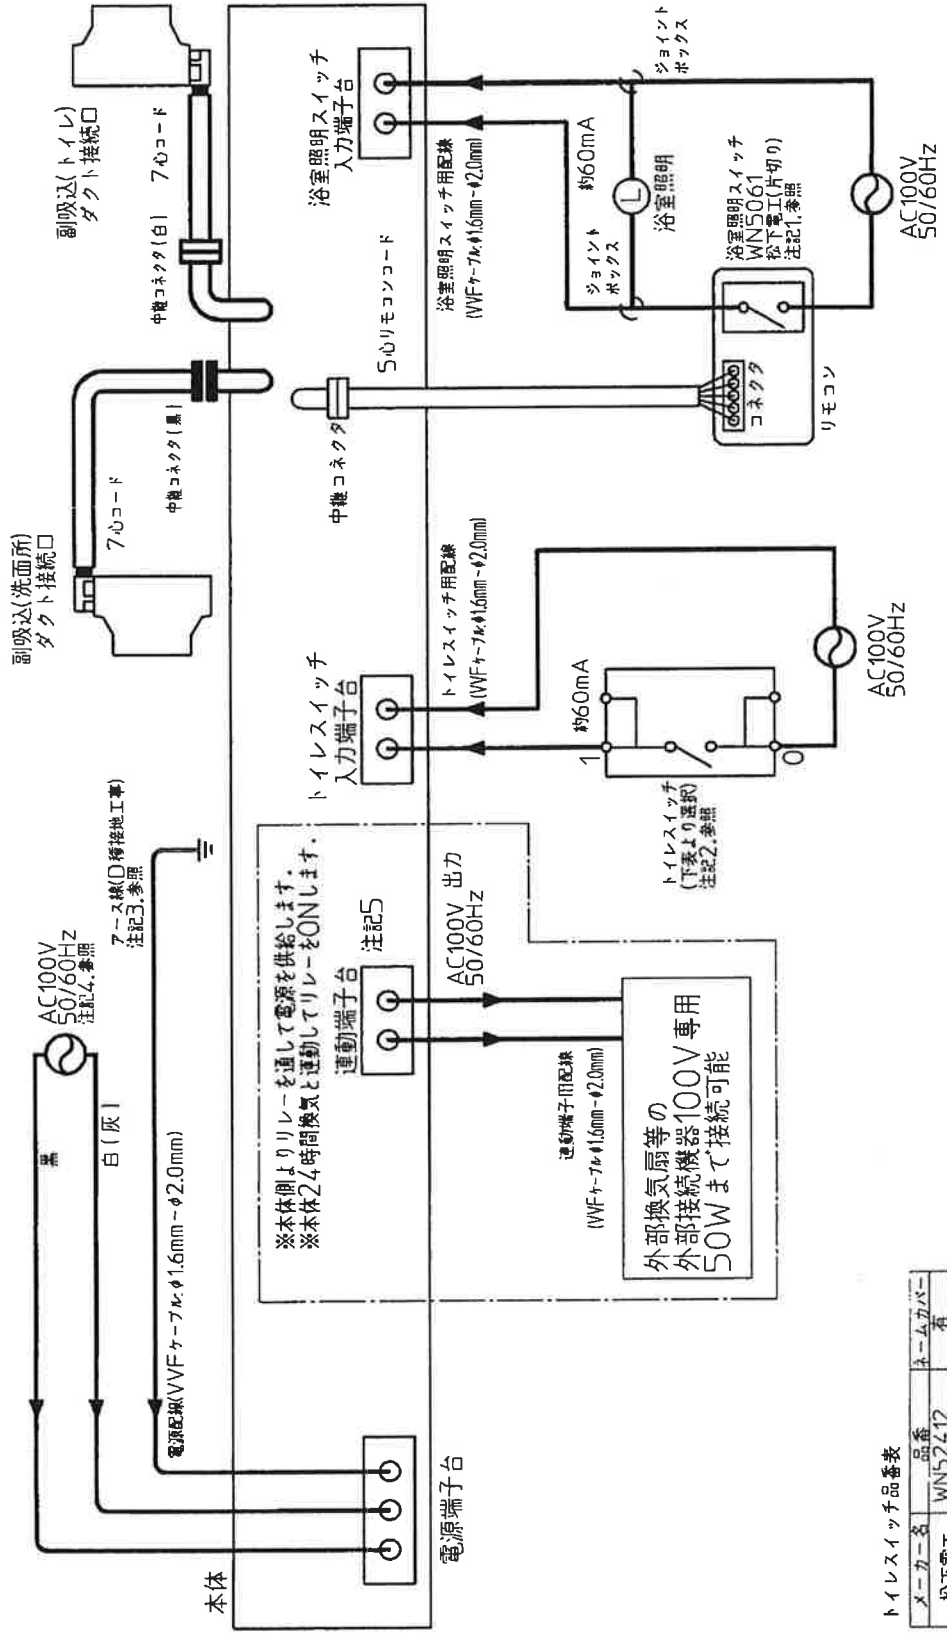 本体
電源端子台
黒
白(灰)
AC100V
50/60Hz
注記4.参照
アース線(D種接地工事)
注記3.参照
電源配線(VVFケーブル:φ1.6mm~φ2.0mm)
※本体側よりリレーを通して電源を供給します.
※本体24時間換気と連動してリレーをONします.
連動端子台
注記5
AC100V 出力
50/60Hz
連動端子用配線
(VVFケーブル:φ1.6mm~φ2.0mm)
外部換気扇等の
外部接続機器100V専用
50Wまで接続可能
トイレスイッチ
入力端子台
トイレスイッチ用配線
(VVFケーブル:φ1.6mm~φ2.0mm)
約60mA
1
0
トイレスイッチ
(下表より選択)
注記2.参照
AC100V
50/60Hz
副吸込(洗面所)
ダクト接続口
7心コード
中継コネクタ(黒)
副吸込(トイレ)
ダクト接続口
7心コード
中継コネクタ(白)
中継コネクタ
5心リモコンコード
コネクタ
リモコン
浴室照明スイッチ
入力端子台
浴室照明スイッチ用配線
(VVFケーブル:φ1.6mm~φ2.0mm)
約60mA
ジョイント
ボックス
L
浴室照明
ジョイント
ボックス
浴室照明スイッチ
WN5061
松下電工(片切り)
注記1.参照
AC100V
50/60Hz
トイレスイッチ品番表
メーカー名 品番 ネームカバー
松下電工 WN52412 有